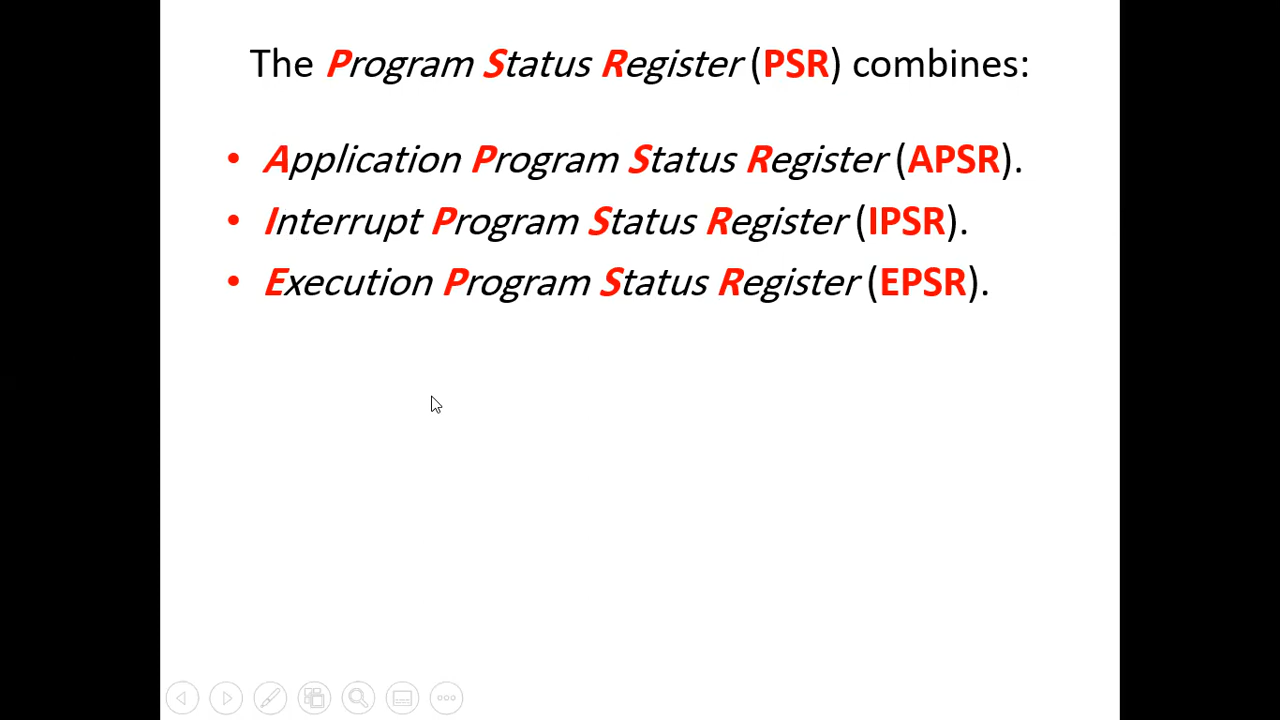 The Program Status Register (PSR) combines:
• Application Program Status Register (APSR).
• Interrupt Program Status Register (IPSR).
• Execution Program Status Register (EPSR).